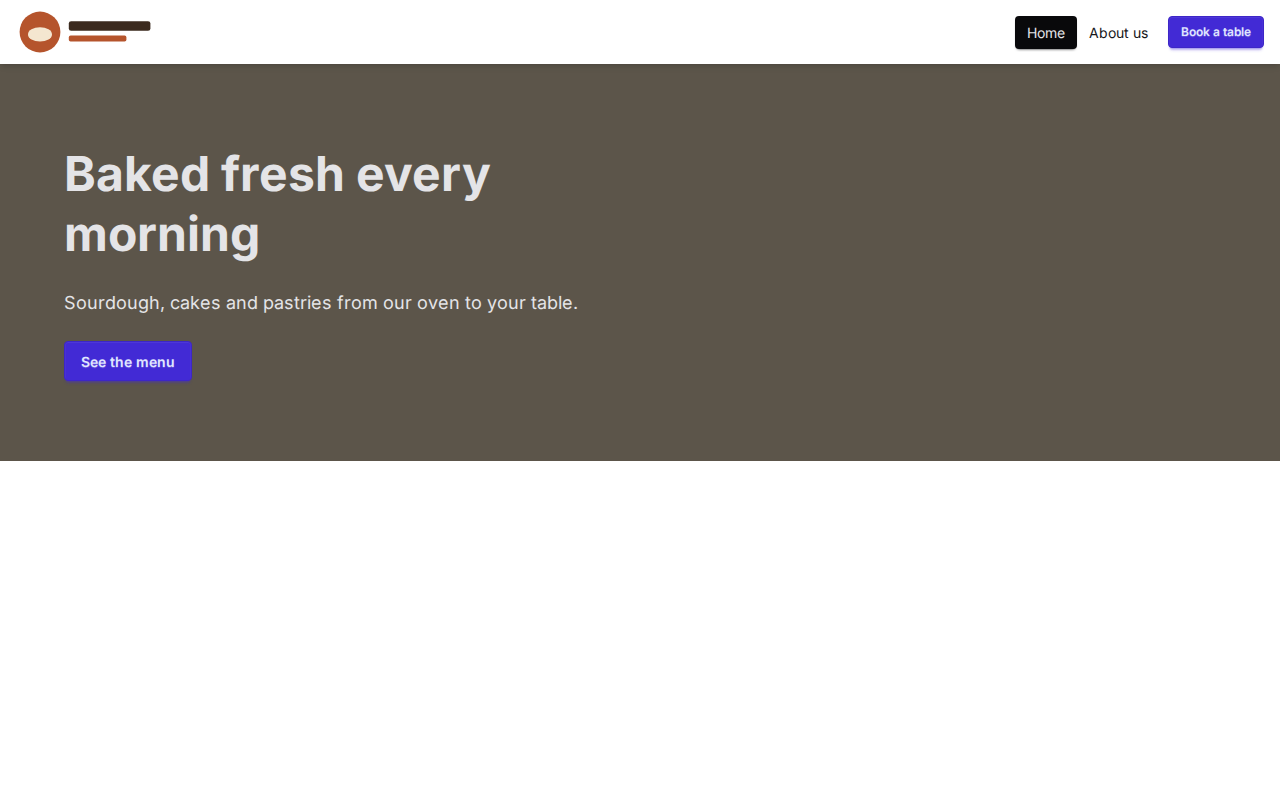 Home
About us
Book a table
Baked fresh every
morning
Sourdough, cakes and pastries from our oven to your table.
See the menu